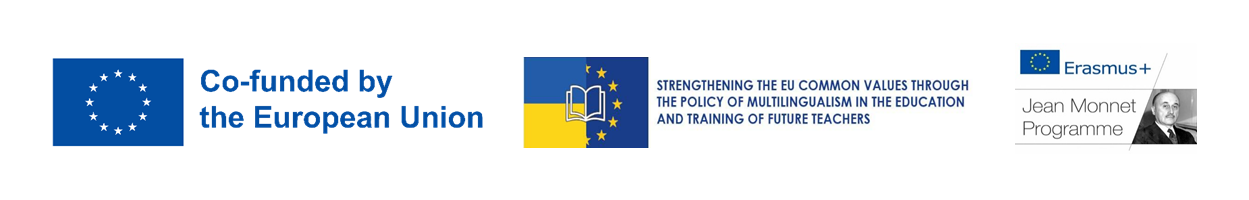 Co-funded by
the European Union
STRENGTHENING THE EU COMMON VALUES THROUGH
THE POLICY OF MULTILINGUALISM IN THE EDUCATION
AND TRAINING OF FUTURE TEACHERS
Erasmus+
Jean Monnet
Programme